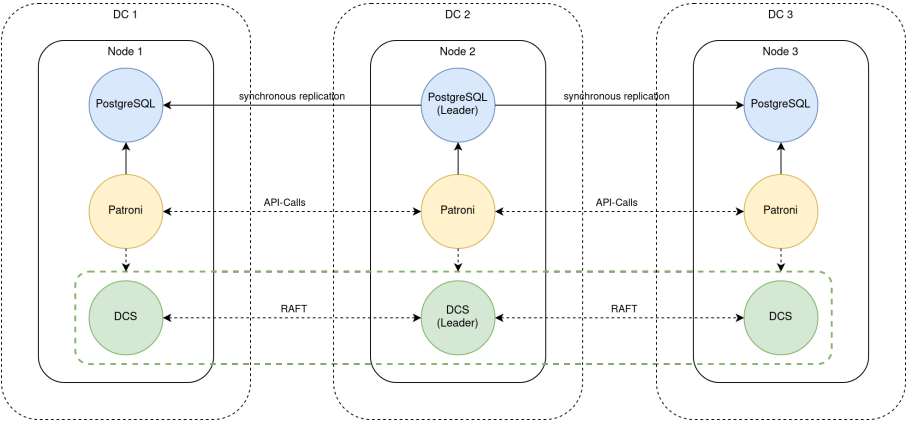 DC 1
DC 2
DC 3
Node 1
Node 2
Node 3
PostgreSQL
synchronous replication
PostgreSQL
(Leader)
synchronous replication
PostgreSQL
Patroni
API-Calls
Patroni
API-Calls
Patroni
DCS
RAFT
DCS
(Leader)
RAFT
DCS